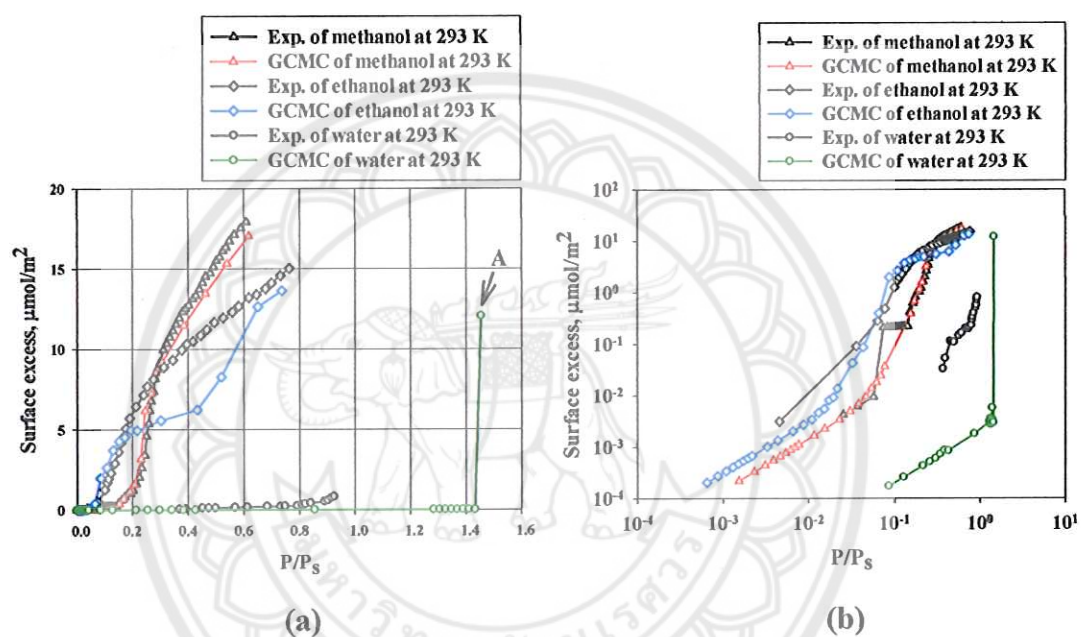 Exp. of methanol at 293 K
GCMC of methanol at 293 K
Exp. of ethanol at 293 K
GCMC of ethanol at 293 K
Exp. of water at 293 K
GCMC of water at 293 K
Surface excess, µmol/m²
20
15
10
5
0
0.0 0.2 0.4 0.6 0.8 1.0 1.2 1.4 1.6
P/Ps
A
(a)
Exp. of methanol at 293 K
GCMC of methanol at 293 K
Exp. of ethanol at 293 K
GCMC of ethanol at 293 K
Exp. of water at 293 K
GCMC of water at 293 K
Surface excess, µmol/m²
10²
10¹
10⁰
10⁻¹
10⁻²
10⁻³
10⁻⁴
10⁻⁴ 10⁻³ 10⁻² 10⁻¹ 10⁰ 10¹
P/Ps
(b)